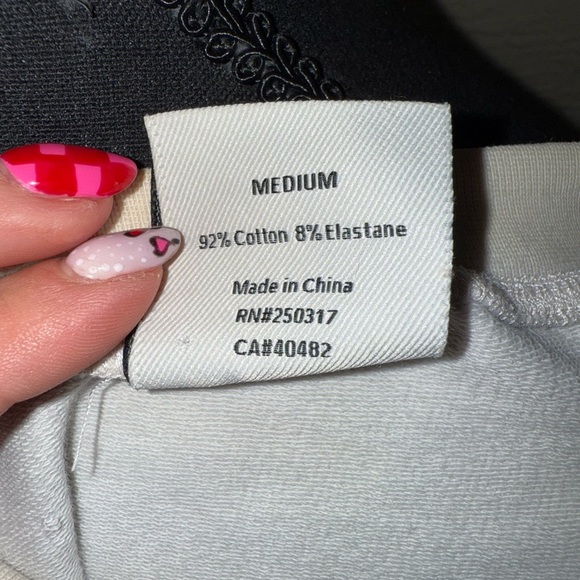 MEDIUM
92% Cotton 8% Elastane
Made in China
RN#250317
CA#40482